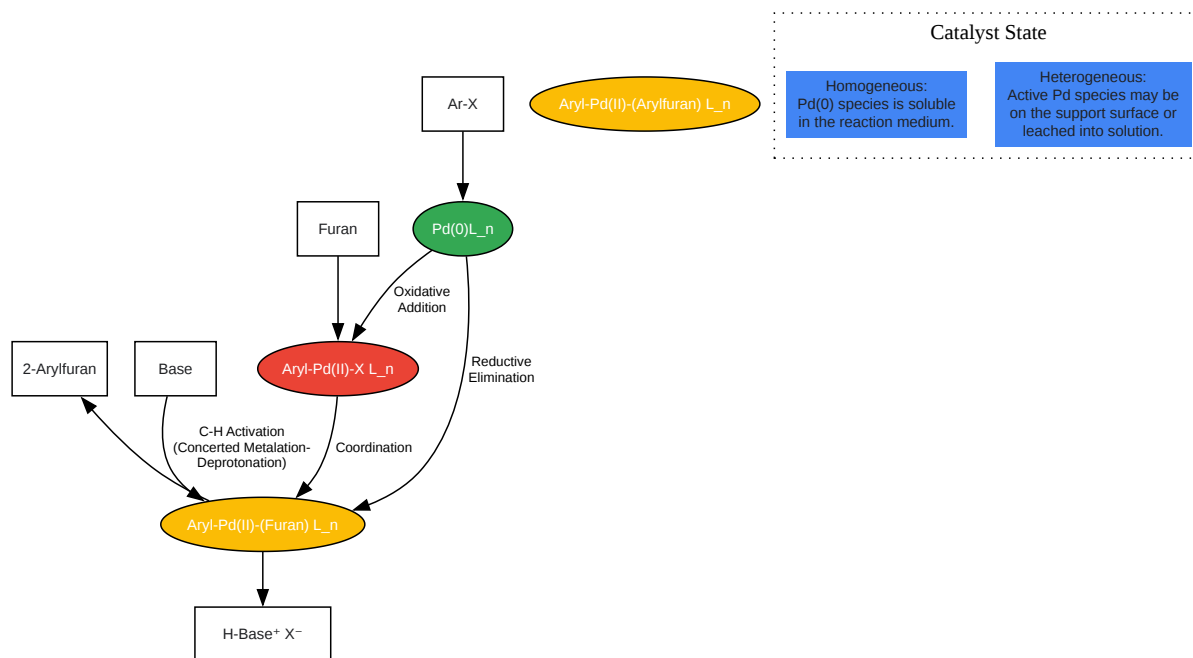 Catalyst State
Homogeneous:
Pd(0) species is soluble
in the reaction medium.
Heterogeneous:
Active Pd species may be
on the support surface or
leached into solution.
Ar-X
Aryl-Pd(II)-(Arylfuran) L_n
Furan
Pd(0)L_n
Oxidative
Addition
2-Arylfuran
Base
Aryl-Pd(II)-X L_n
Reductive
Elimination
C-H Activation
(Concerted Metalation-
Deprotonation)
Coordination
Aryl-Pd(II)-(Furan) L_n
H-Base⁺ X⁻